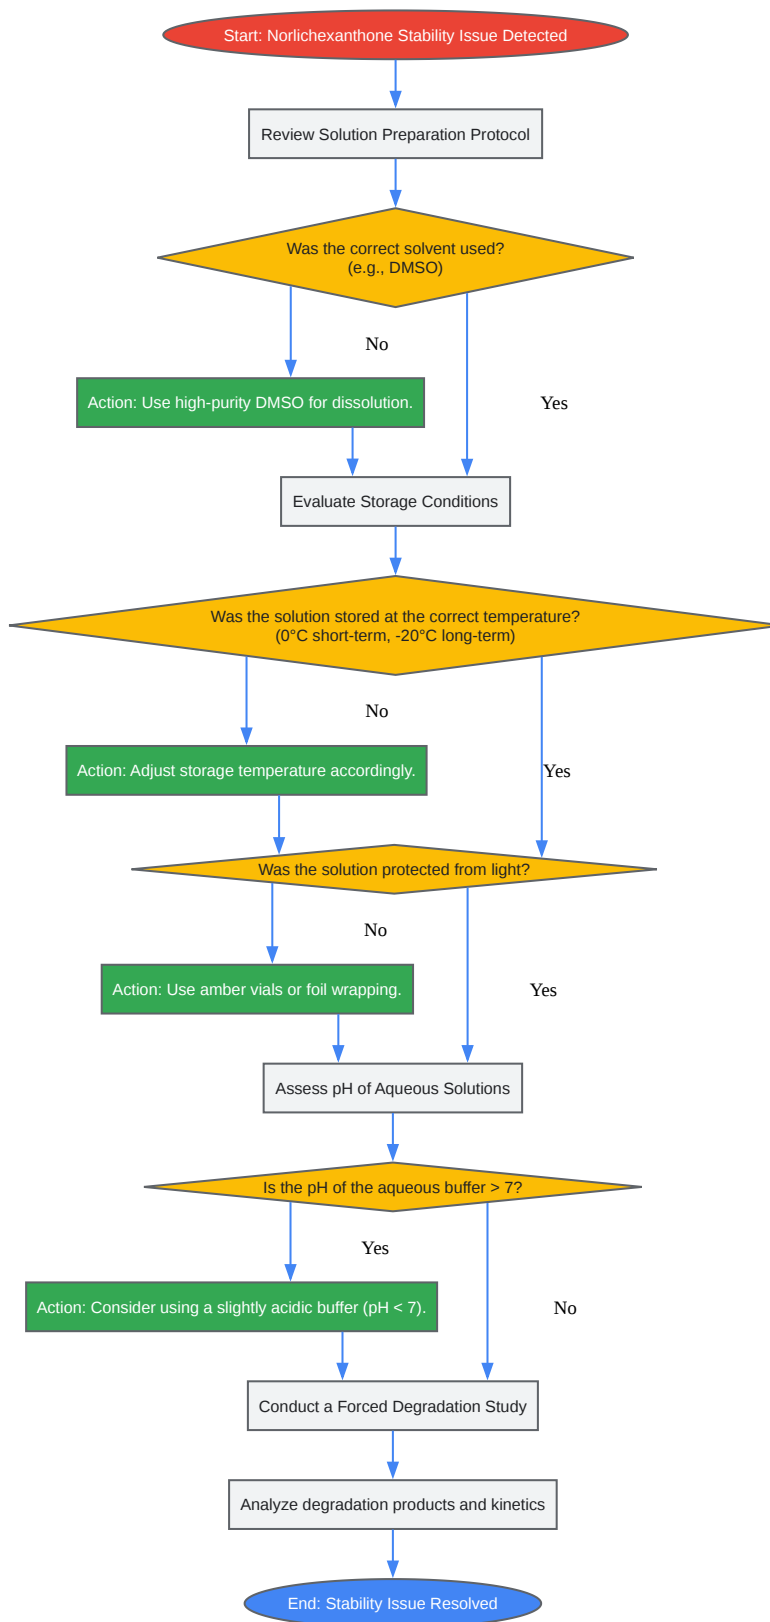 Start: Norlichexanthone Stability Issue Detected
Review Solution Preparation Protocol
Was the correct solvent used?
(e.g., DMSO)
No
Action: Use high-purity DMSO for dissolution.
Yes
Evaluate Storage Conditions
Was the solution stored at the correct temperature?
(0°C short-term, -20°C long-term)
No
Action: Adjust storage temperature accordingly.
Yes
Was the solution protected from light?
No
Action: Use amber vials or foil wrapping.
Yes
Assess pH of Aqueous Solutions
Is the pH of the aqueous buffer > 7?
Yes
Action: Consider using a slightly acidic buffer (pH < 7).
No
Conduct a Forced Degradation Study
Analyze degradation products and kinetics
End: Stability Issue Resolved